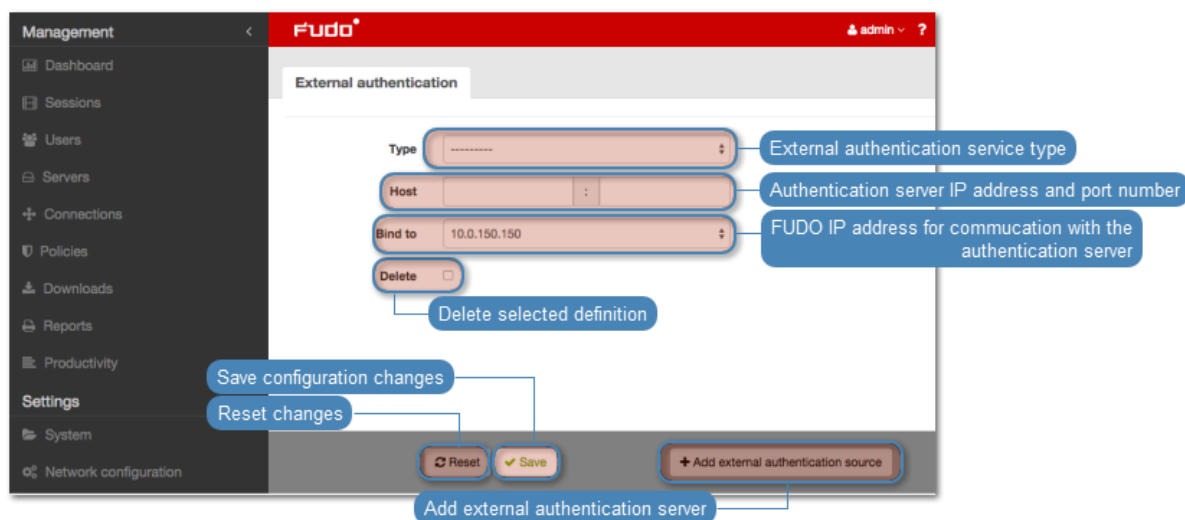 Management
Dashboard
Sessions
Users
Servers
Connections
Policies
Downloads
Reports
Productivity
Settings
System
Network configuration
FUDO
admin
?
External authentication
Type
---------
External authentication service type
Host
:
Authentication server IP address and port number
Bind to
10.0.150.150
FUDO IP address for commucation with the
authentication server
Delete
Delete selected definition
Save configuration changes
Reset changes
Reset
Save
+ Add external authentication source
Add external authentication server